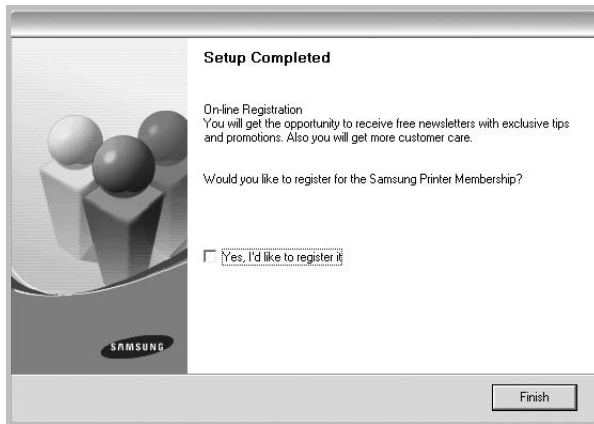 Setup Completed
On-line Registration
You will get the opportunity to receive free newsletters with exclusive tips
and promotions. Also you will get more customer care.
Would you like to register for the Samsung Printer Membership?
Yes, I'd like to register it
SAMSUNG
Finish